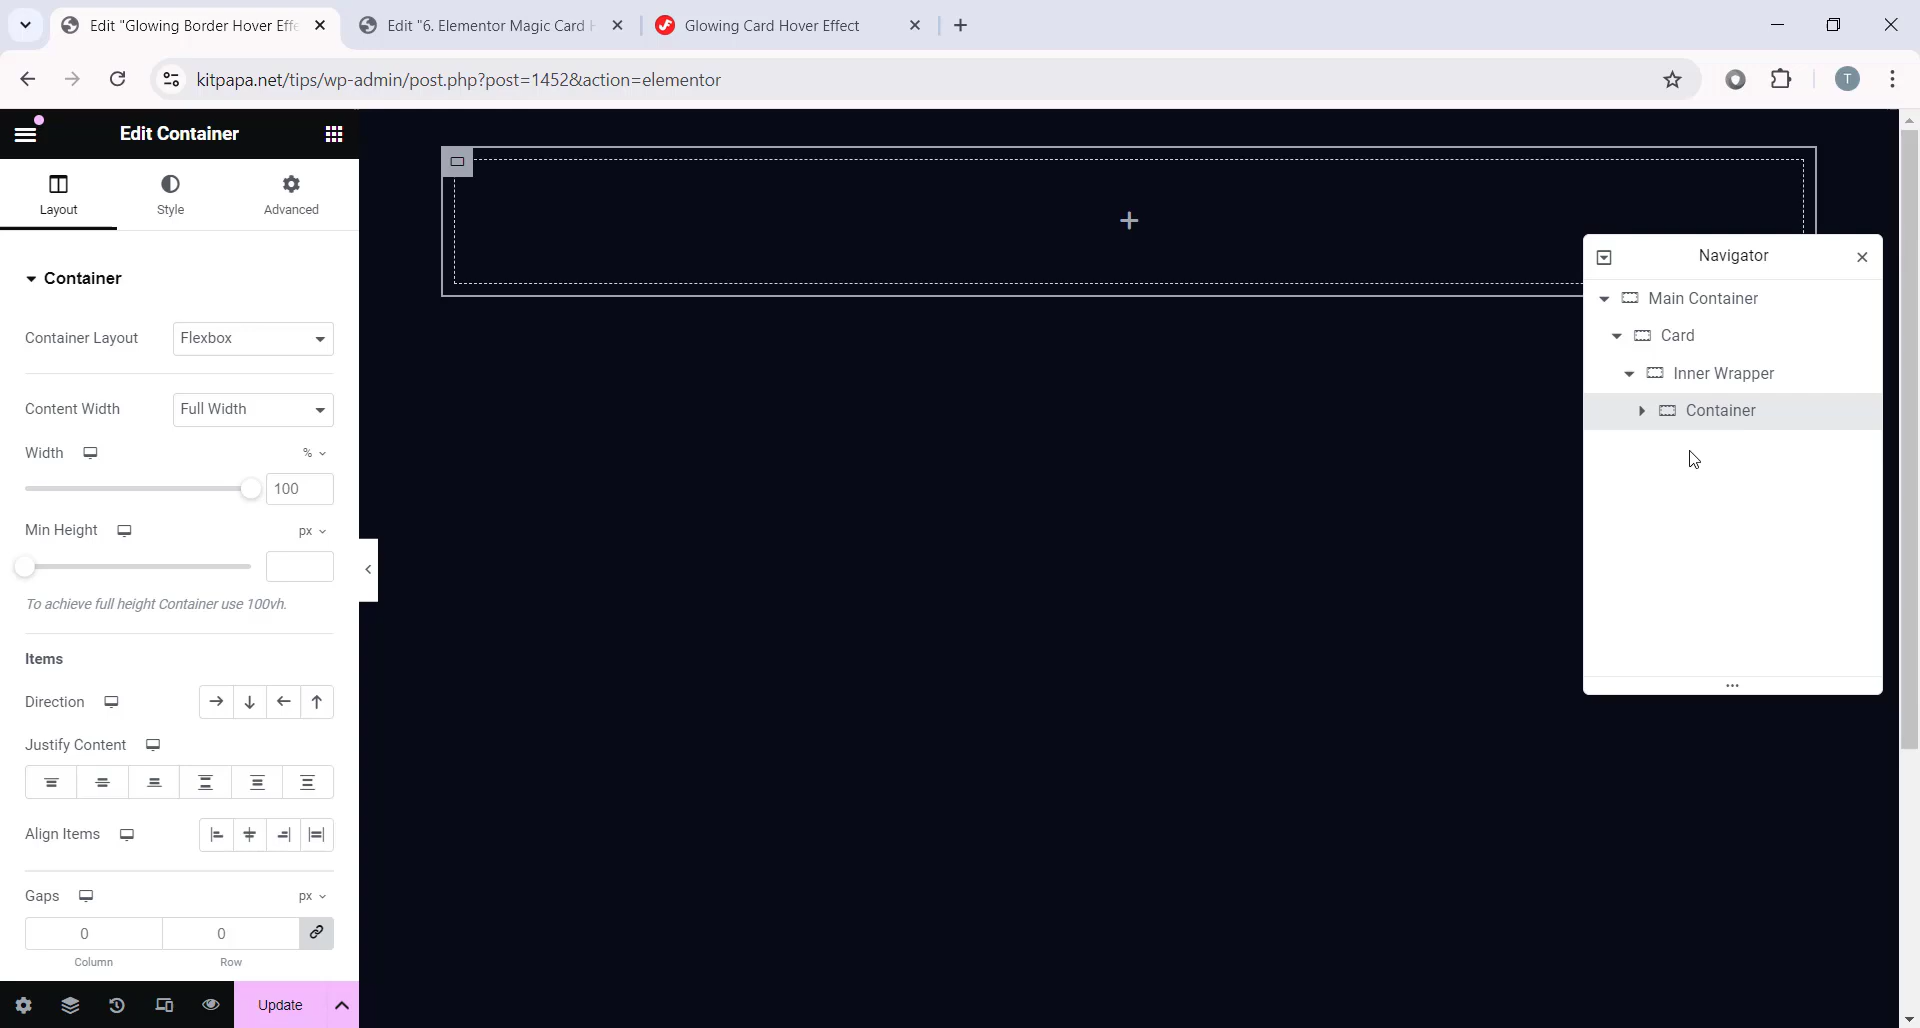 Edit "Glowing Border Hover Effe
Edit "6. Elementor Magic Card H
Glowing Card Hover Effect
kitpapa.net/tips/wp-admin/post.php?post=1452&action=elementor
T
Edit Container
Layout
Style
Advanced
Container
Container Layout
Flexbox
Content Width
Full Width
Width
%
100
Min Height
px
To achieve full height Container use 100vh.
Items
Direction
Justify Content
Align Items
Gaps
px
0
0
Column
Row
Update
Navigator
Main Container
Card
Inner Wrapper
Container